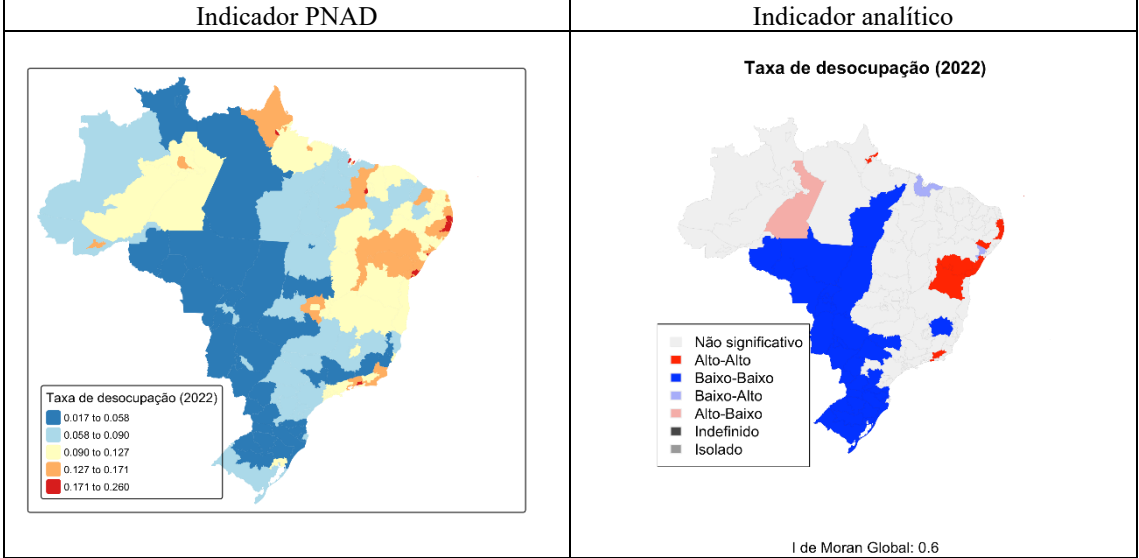 Indicador PNAD
Indicador analítico
Taxa de desocupação (2022)
0.017 to 0.058
0.058 to 0.090
0.090 to 0.127
0.127 to 0.171
0.171 to 0.260
Taxa de desocupação (2022)
Não significativo
Alto-Alto
Baixo-Baixo
Baixo-Alto
Alto-Baixo
Indefinido
Isolado
I de Moran Global: 0.6